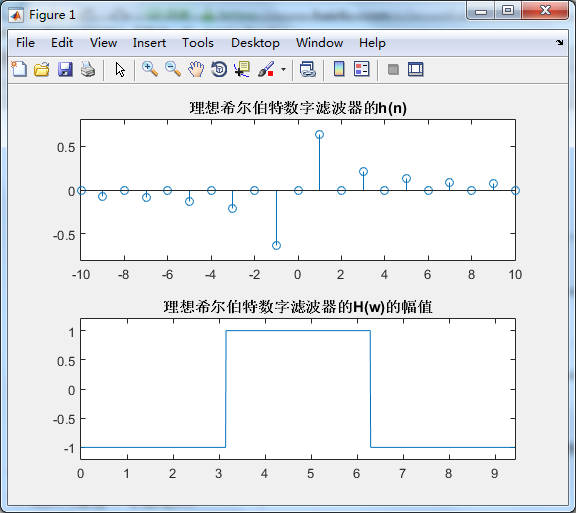 Figure 1
File Edit View Insert Tools Desktop Window Help
理想希尔伯特数字滤波器的h(n)
0.5
0
-0.5
-10 -8 -6 -4 -2 0 2 4 6 8 10
理想希尔伯特数字滤波器的H(w)的幅值
1
0.5
0
-0.5
-1
0 1 2 3 4 5 6 7 8 9